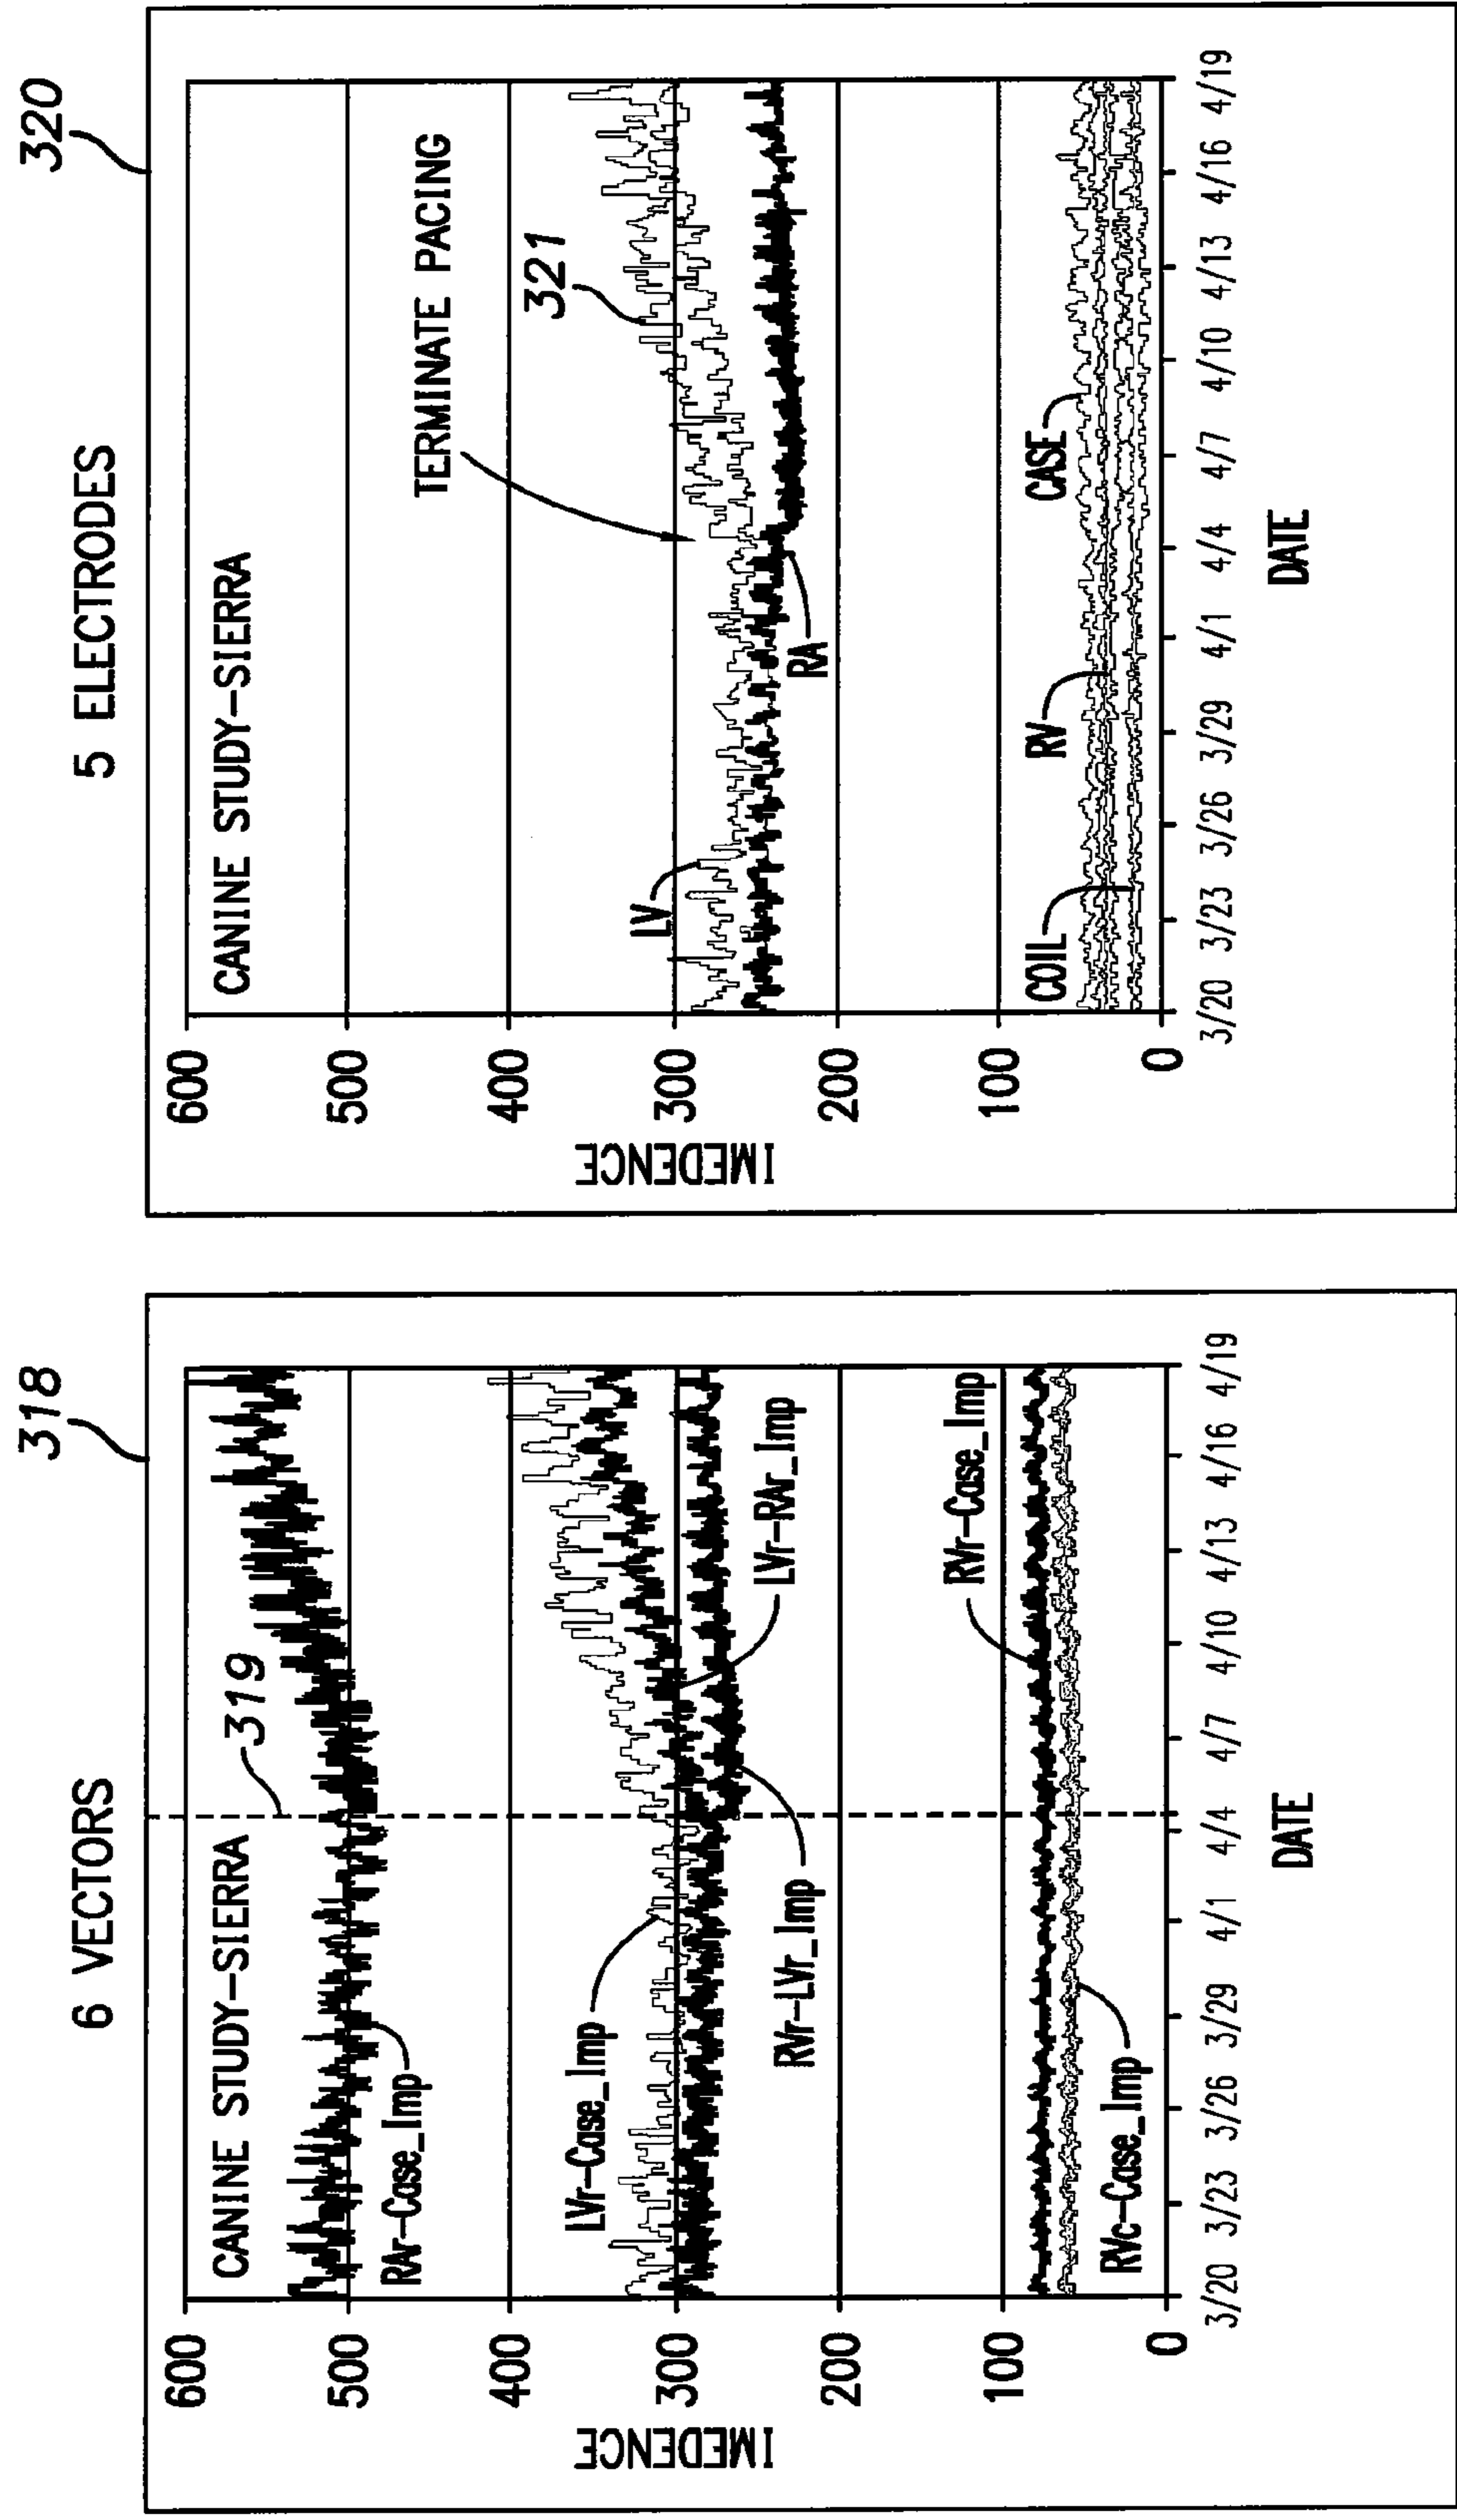 6 VECTORS
318
CANINE STUDY-SIERRA
319
600
500
400
300
200
100
0
IMEDENCE
RAr-Case_Imp
LVr-Case_Imp
LVr-RAr_Imp
RVr-LVr_Imp
RVr-Case_Imp
RVc-Case_Imp
3/20 3/23 3/26 3/29 4/1 4/4 4/7 4/10 4/13 4/16 4/19
DATE
5 ELECTRODES
320
CANINE STUDY-SIERRA
TERMINATE PACING
321
600
500
400
300
200
100
0
IMEDENCE
LV
RA
COIL
RV
CASE
3/20 3/23 3/26 3/29 4/1 4/4 4/7 4/10 4/13 4/16 4/19
DATE